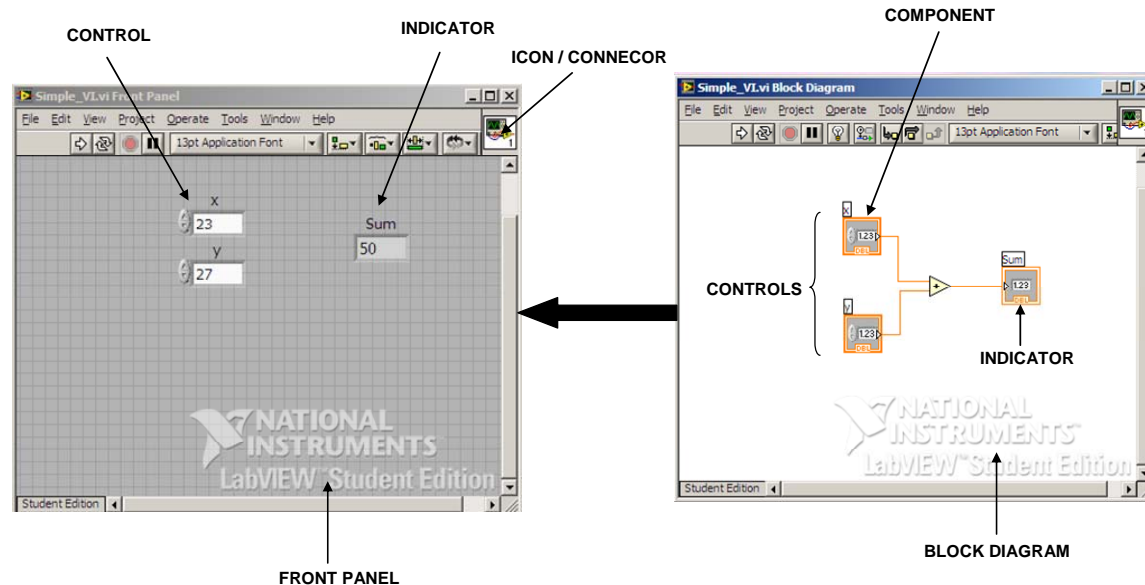 COMPONENT
CONTROL
INDICATOR
ICON / CONNECOR
Simple_VI.vi Front Panel
File Edit View Project Operate Tools Window Help
13pt Application Font
1
x
23
y
27
Sum
50
NATIONAL
INSTRUMENTS
LabVIEW™ Student Edition
Student Edition
FRONT PANEL
Simple_VI.vi Block Diagram
File Edit View Project Operate Tools Window Help
13pt Application Font
CONTROLS
x
1.23
DBL
y
1.23
DBL
Sum
1.23
DBL
INDICATOR
NATIONAL
INSTRUMENTS
LabVIEW™ Student Edition
Student Edition
BLOCK DIAGRAM